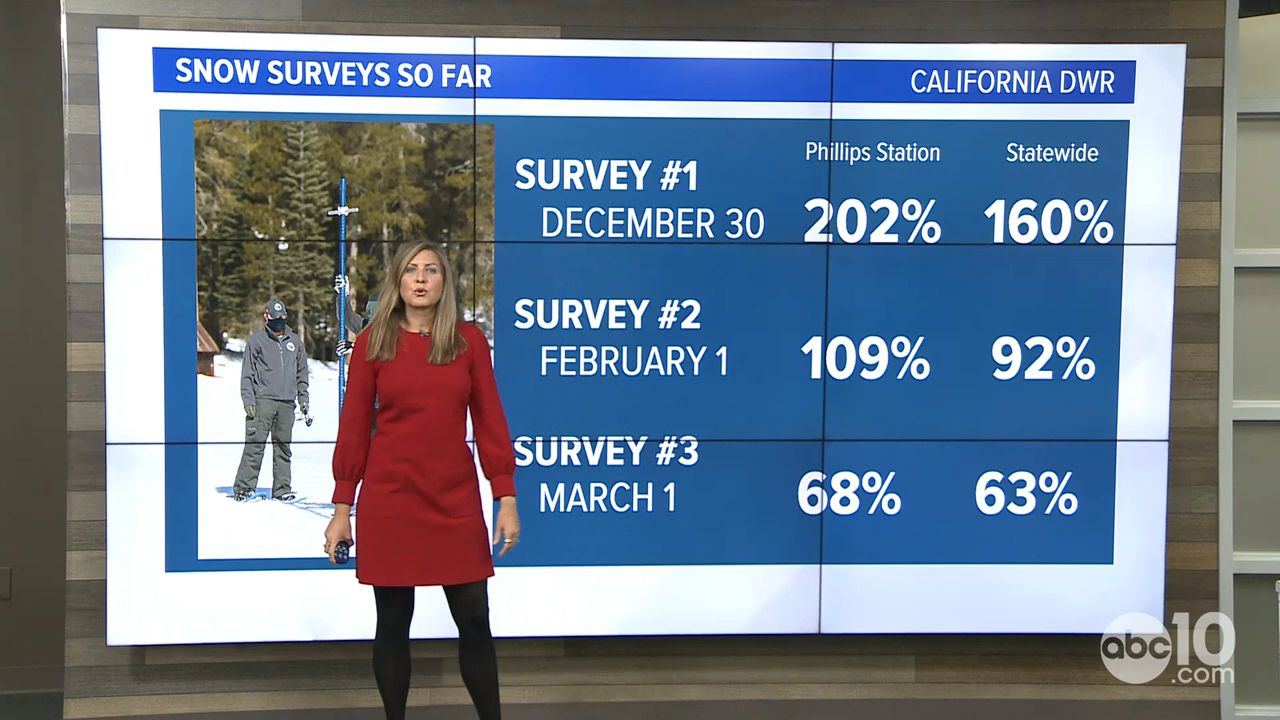 SNOW SURVEYS SO FAR
CALIFORNIA DWR
Phillips Station
Statewide
SURVEY #1
DECEMBER 30
202%
160%
SURVEY #2
FEBRUARY 1
109%
92%
SURVEY #3
MARCH 1
68%
63%
abc10
.com